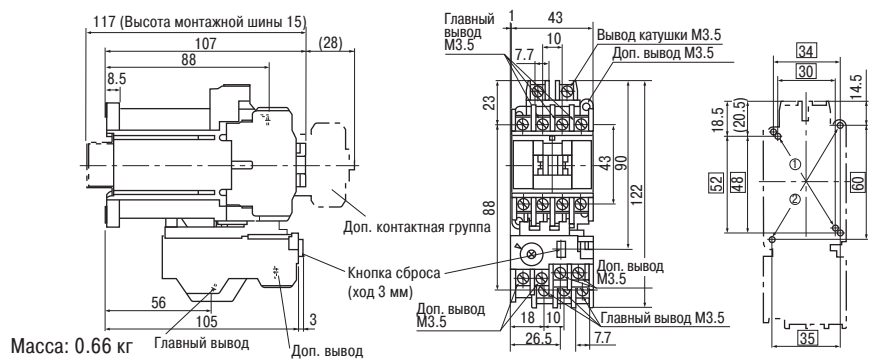 117 (Высота монтажной шины 15)
107
(28)
88
8.5
Доп. контактная группа
Кнопка сброса
(ход 3 мм)
56
105
3
Главный вывод
Доп. вывод
Масса: 0.66 кг
Главный
вывод
M3.5
1
43
10
7.7
Вывод катушки M3.5
Доп. вывод M3.5
23
88
43
90
122
Доп. вывод
M3.5
Доп. вывод
M3.5
Главный вывод M3.5
18
10
26.5
7.7
34
30
14.5
18.5
(20.5)
52
48
60
①
②
35